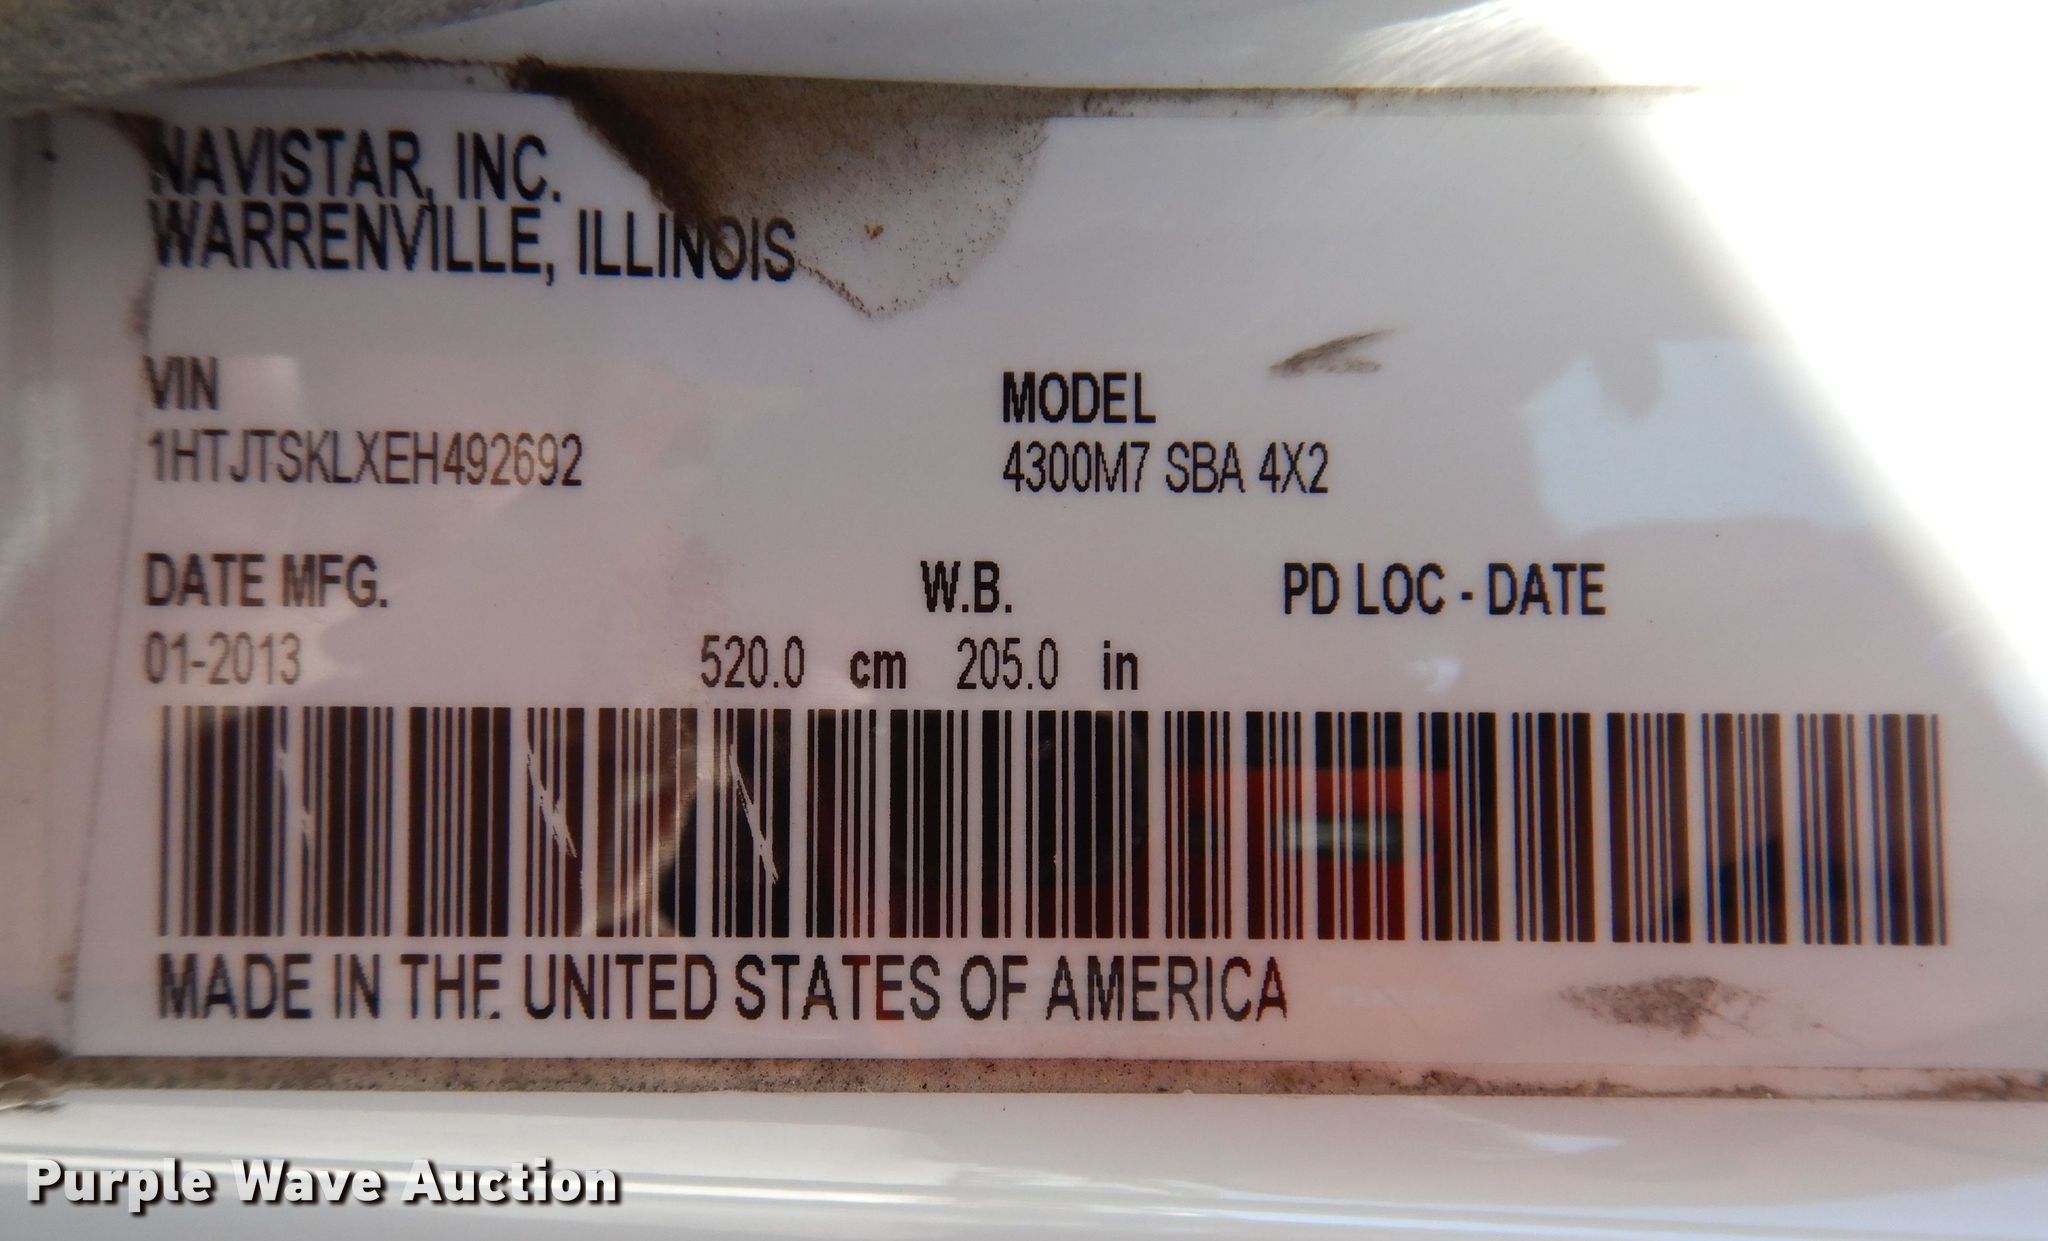 NAVISTAR, INC.
WARRENVILLE, ILLINOIS
VIN MODEL
1HTJTSKLXEH492692 4300M7 SBA 4X2
DATE MFG. W.B. PD LOC - DATE
01-2013 520.0 cm 205.0 in
MADE IN THE UNITED STATES OF AMERICA
Purple Wave Auction